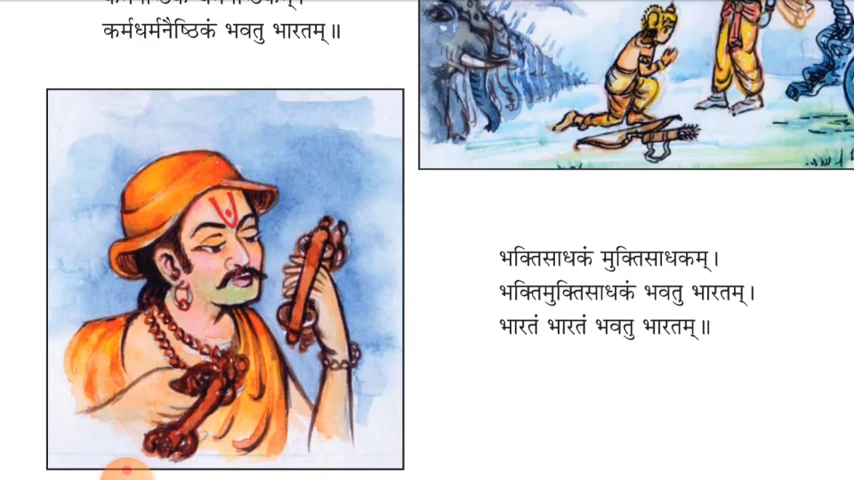 कर्मधर्मनैष्ठिकं भवतु भारतम्॥
भक्तिसाधकं मुक्तिसाधकम्।
भक्तिमुक्तिसाधकं भवतु भारतम्।
भारतं भारतं भवतु भारतम्॥